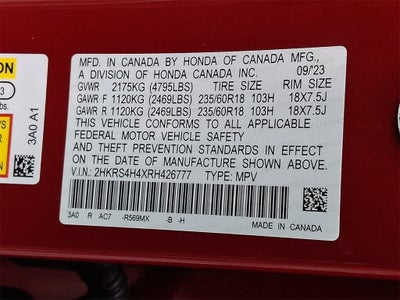 MFD. IN CANADA BY HONDA OF CANADA MFG.,
A DIVISION OF HONDA CANADA INC. 09/'23
GVWR 2175KG (4795LBS) TIRE SIZE RIM SIZE
GAWR F 1120KG (2469LBS) 235/60R18 103H 18X7.5J
GAWR R 1120KG (2469LBS) 235/60R18 103H 18X7.5J
THIS VEHICLE CONFORMS TO ALL APPLICABLE
FEDERAL MOTOR VEHICLE SAFETY
AND THEFT PREVENTION STANDARDS IN EFFECT
ON THE DATE OF MANUFACTURE SHOWN ABOVE.
V.I.N.: 2HKRS4H4XRH426777 TYPE: MPV
3A0 R AC7 -R569MX -B -H
MADE IN CANADA
3A0 A1
ION
3
bs.